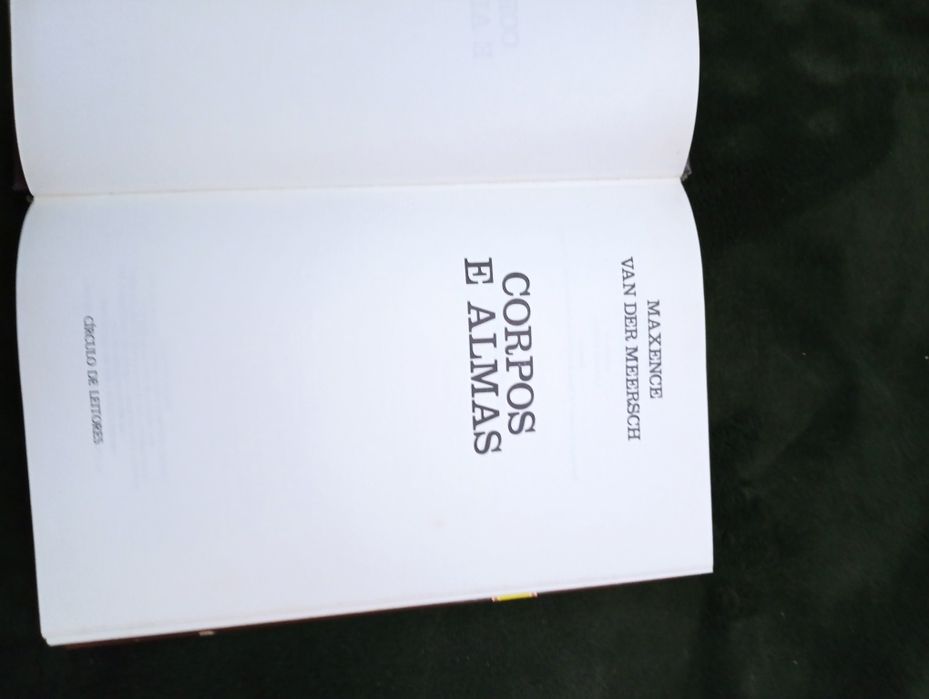 MAXENCE
VAN DER MEERSCH
CORPOS
E ALMAS
CÍRCULO DE LEITORES